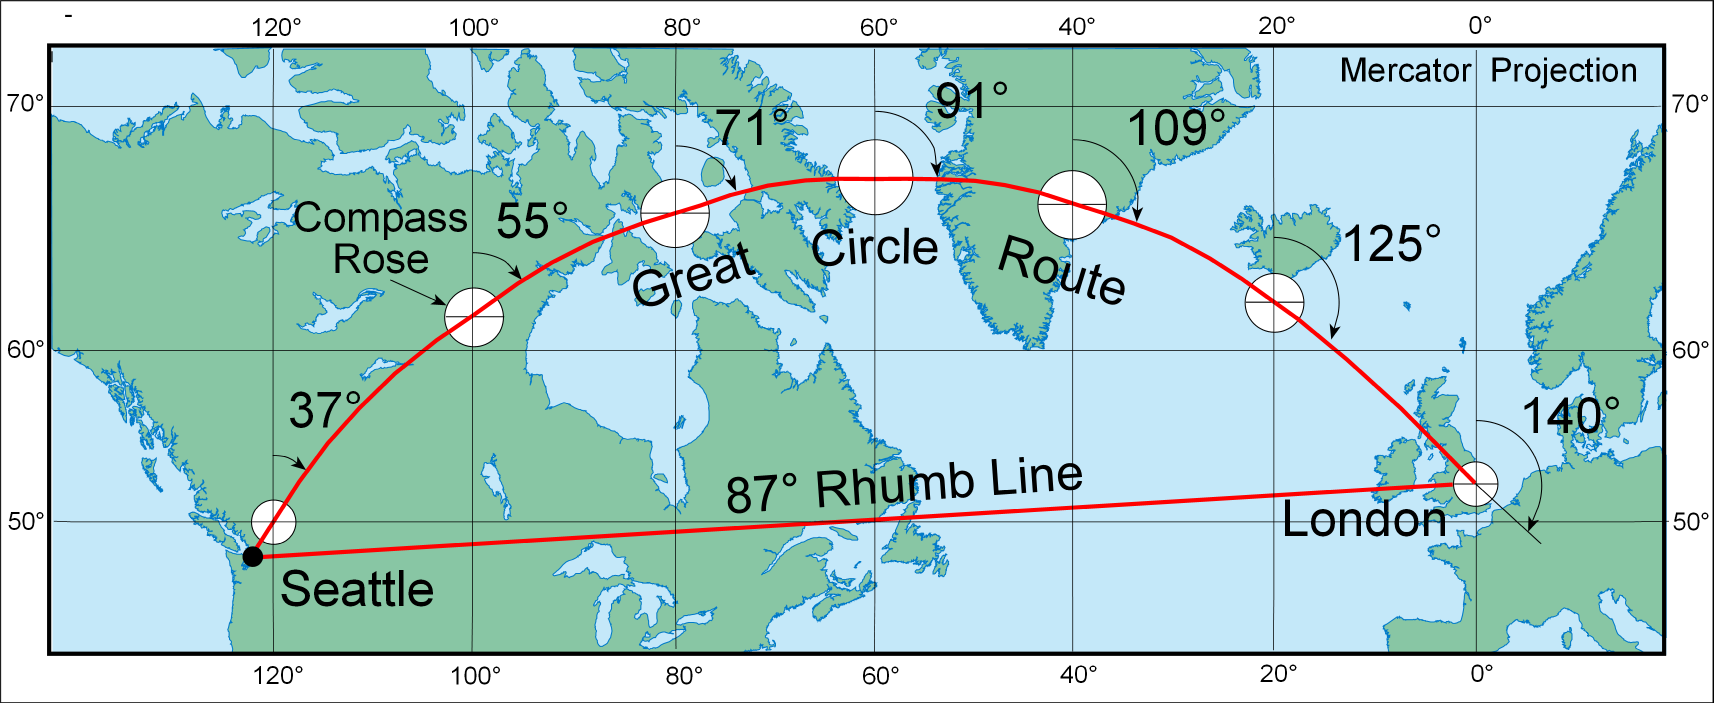 -
120° 100° 80° 60° 40° 20° 0°
Mercator Projection
70° 70°
91°
71° 109°
Compass
Rose
55°
Great Circle Route
125°
60° 60°
37°
140°
87° Rhumb Line
50° 50°
London
Seattle
120° 100° 80° 60° 40° 20° 0°